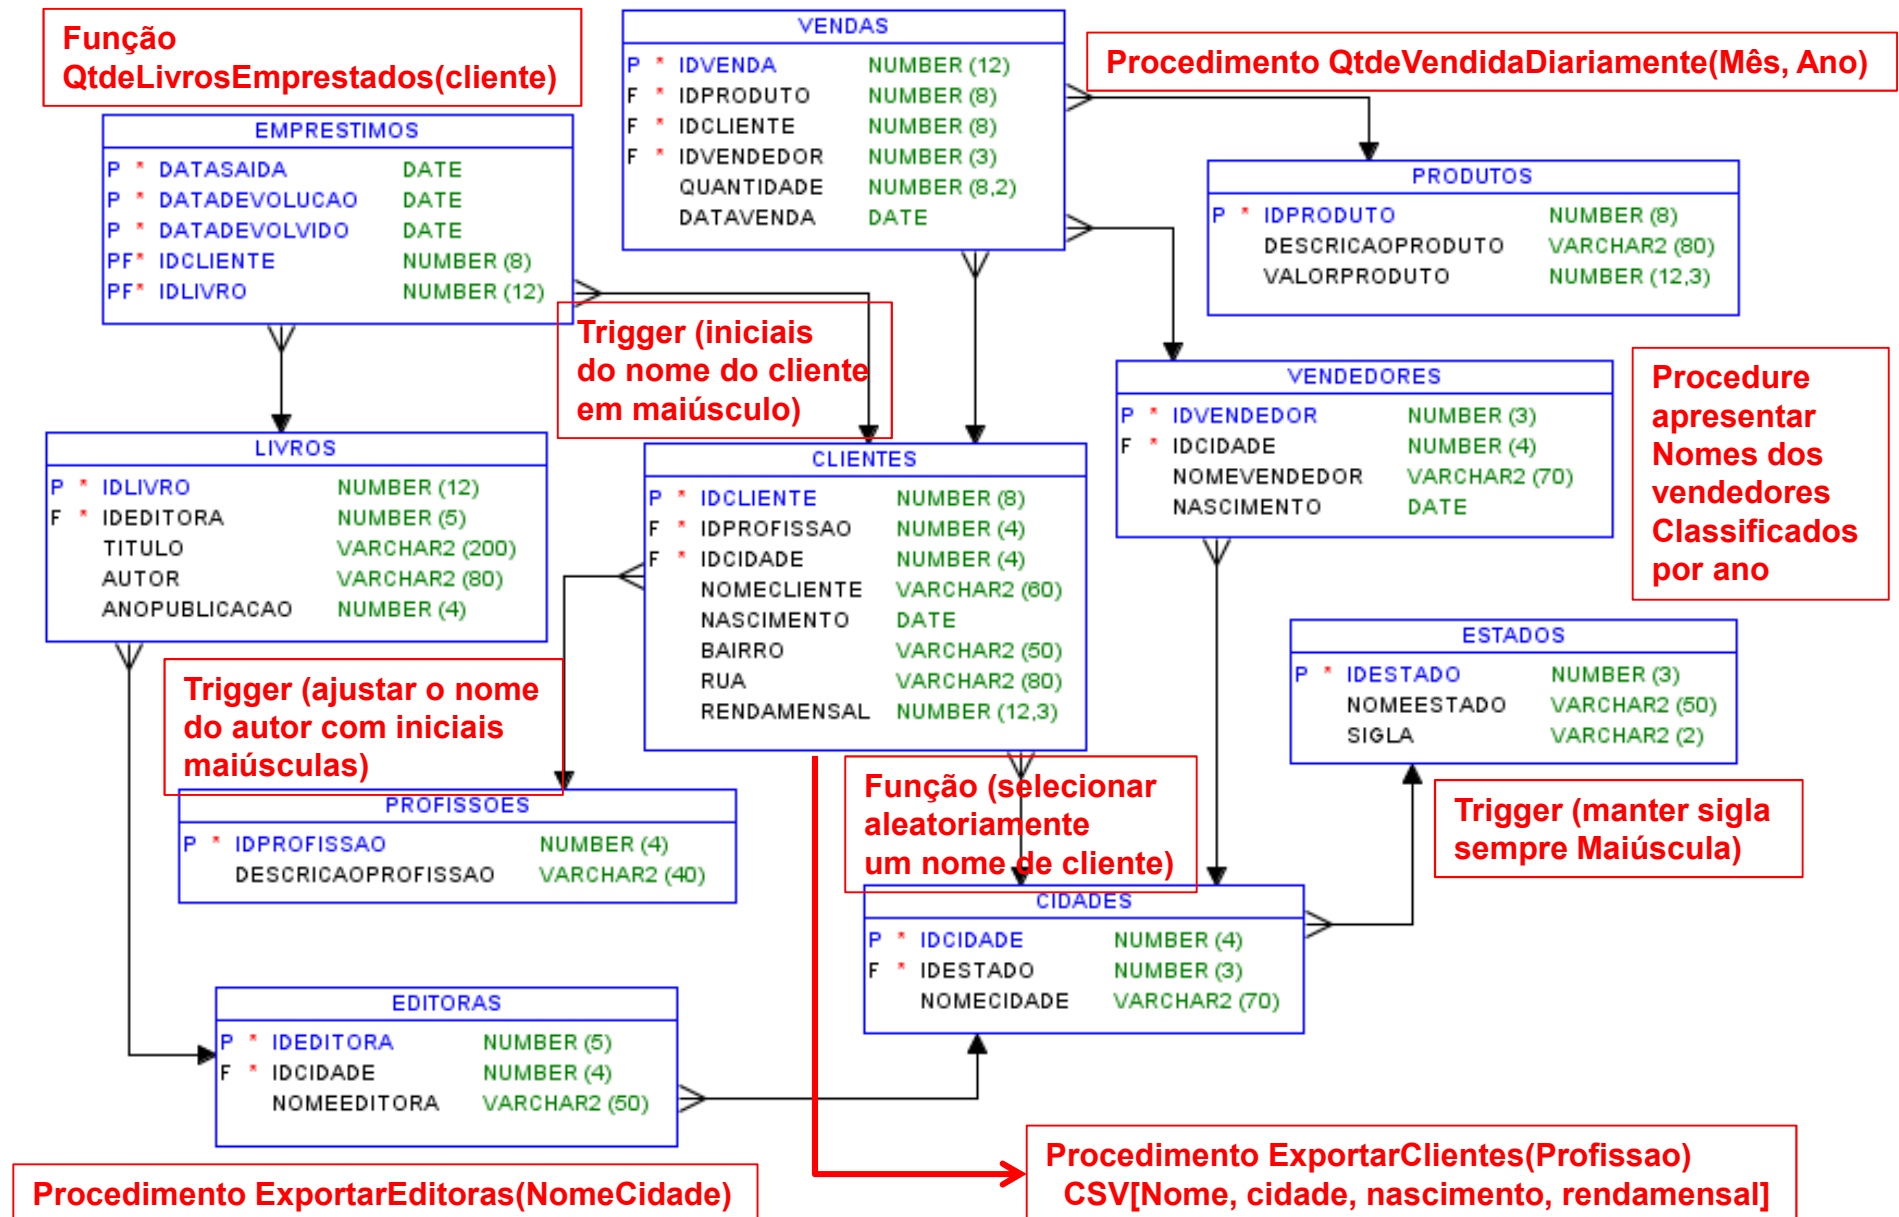 Função
QtdeLivrosEmprestados(cliente)
VENDAS
P * IDVENDA NUMBER (12)
F * IDPRODUTO NUMBER (8)
F * IDCLIENTE NUMBER (8)
F * IDVENDEDOR NUMBER (3)
QUANTIDADE NUMBER (8,2)
DATAVENDA DATE
Procedimento QtdeVendidaDiariamente(Mês, Ano)
EMPRESTIMOS
P * DATASAIDA DATE
P * DATADEVOLUCAO DATE
P * DATADEVOLVIDO DATE
PF* IDCLIENTE NUMBER (8)
PF* IDLIVRO NUMBER (12)
PRODUTOS
P * IDPRODUTO NUMBER (8)
DESCRICAOPRODUTO VARCHAR2 (80)
VALORPRODUTO NUMBER (12,3)
Trigger (iniciais
do nome do cliente
em maiúsculo)
VENDEDORES
P * IDVENDEDOR NUMBER (3)
F * IDCIDADE NUMBER (4)
NOMEVENDEDOR VARCHAR2 (70)
NASCIMENTO DATE
Procedure
apresentar
Nomes dos
vendedores
Classificados
por ano
LIVROS
P * IDLIVRO NUMBER (12)
F * IDEDITORA NUMBER (5)
TITULO VARCHAR2 (200)
AUTOR VARCHAR2 (80)
ANOPUBLICACAO NUMBER (4)
CLIENTES
P * IDCLIENTE NUMBER (8)
F * IDPROFISSAO NUMBER (4)
F * IDCIDADE NUMBER (4)
NOMECLIENTE VARCHAR2 (60)
NASCIMENTO DATE
BAIRRO VARCHAR2 (50)
RUA VARCHAR2 (80)
RENDAMENSAL NUMBER (12,3)
ESTADOS
P * IDESTADO NUMBER (3)
NOMEESTADO VARCHAR2 (50)
SIGLA VARCHAR2 (2)
Trigger (ajustar o nome
do autor com iniciais
maiúsculas)
PROFISSOES
P * IDPROFISSAO NUMBER (4)
DESCRICAOPROFISSAO VARCHAR2 (40)
Função (selecionar
aleatoriamente
um nome de cliente)
Trigger (manter sigla
sempre Maiúscula)
CIDADES
P * IDCIDADE NUMBER (4)
F * IDESTADO NUMBER (3)
NOMECIDADE VARCHAR2 (70)
EDITORAS
P * IDEDITORA NUMBER (5)
F * IDCIDADE NUMBER (4)
NOMEEDITORA VARCHAR2 (50)
Procedimento ExportarEditoras(NomeCidade)
Procedimento ExportarClientes(Profissao)
CSV[Nome, cidade, nascimento, rendamensal]